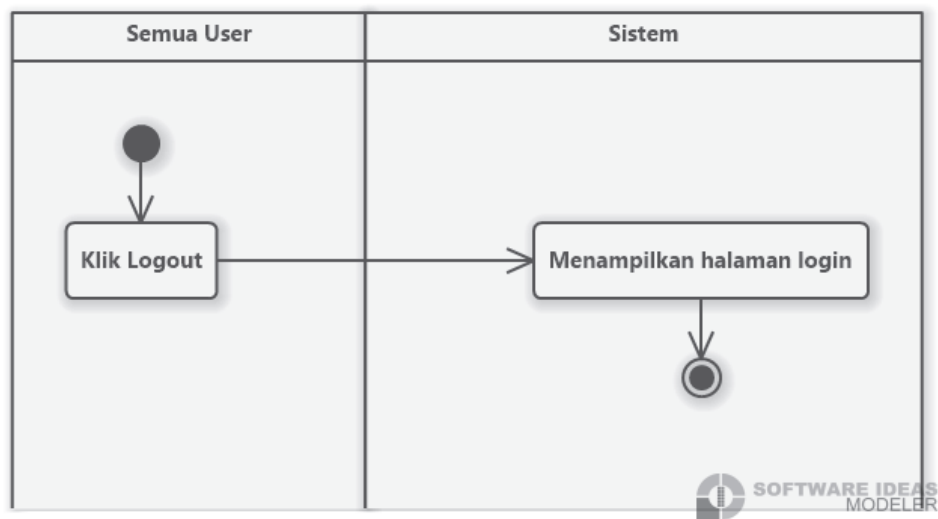 Semua User
Sistem
Klik Logout
Menampilkan halaman login
SOFTWARE IDEAS
MODELER